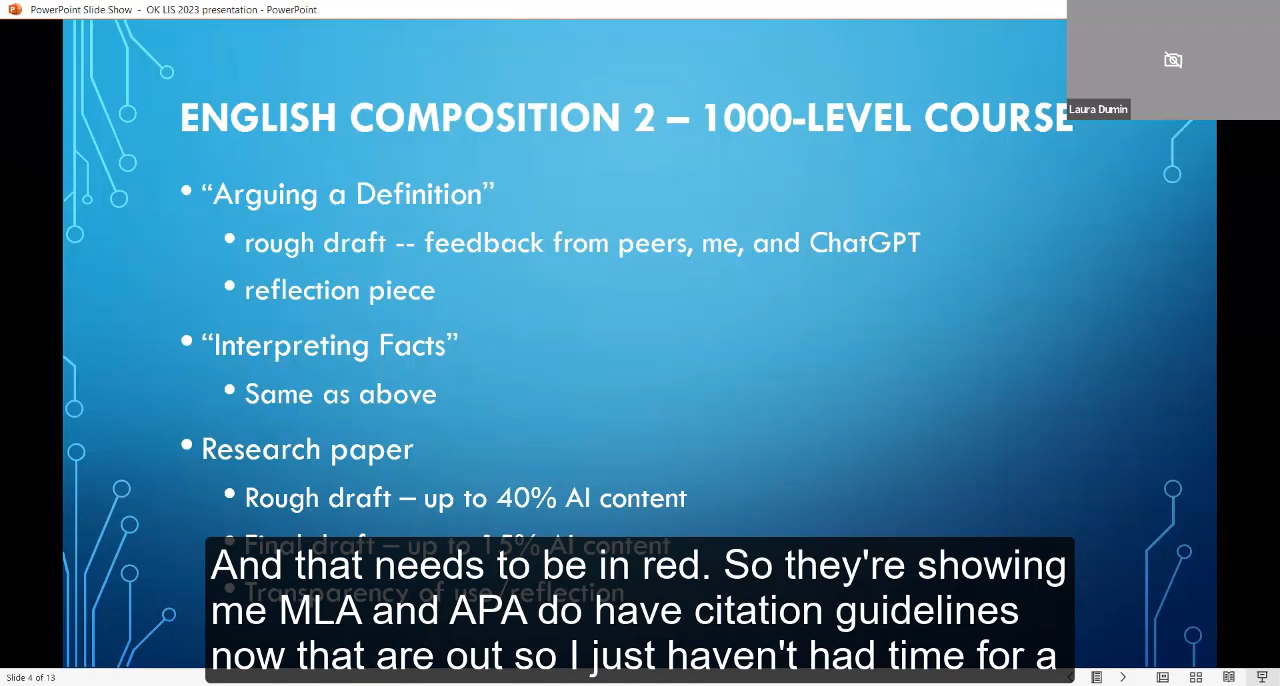 PowerPoint Slide Show - OK LIS 2023 presentation - PowerPoint
Laura Dumin
ENGLISH COMPOSITION 2 – 1000-LEVEL COURSE
• “Arguing a Definition”
• rough draft -- feedback from peers, me, and ChatGPT
• reflection piece
• “Interpreting Facts”
• Same as above
• Research paper
• Rough draft – up to 40% AI content
• Final draft – up to 15% AI content
• Transparency of use/reflection
And that needs to be in red. So they're showing
me MLA and APA do have citation guidelines
now that are out so I just haven't had time for a
Slide 4 of 13